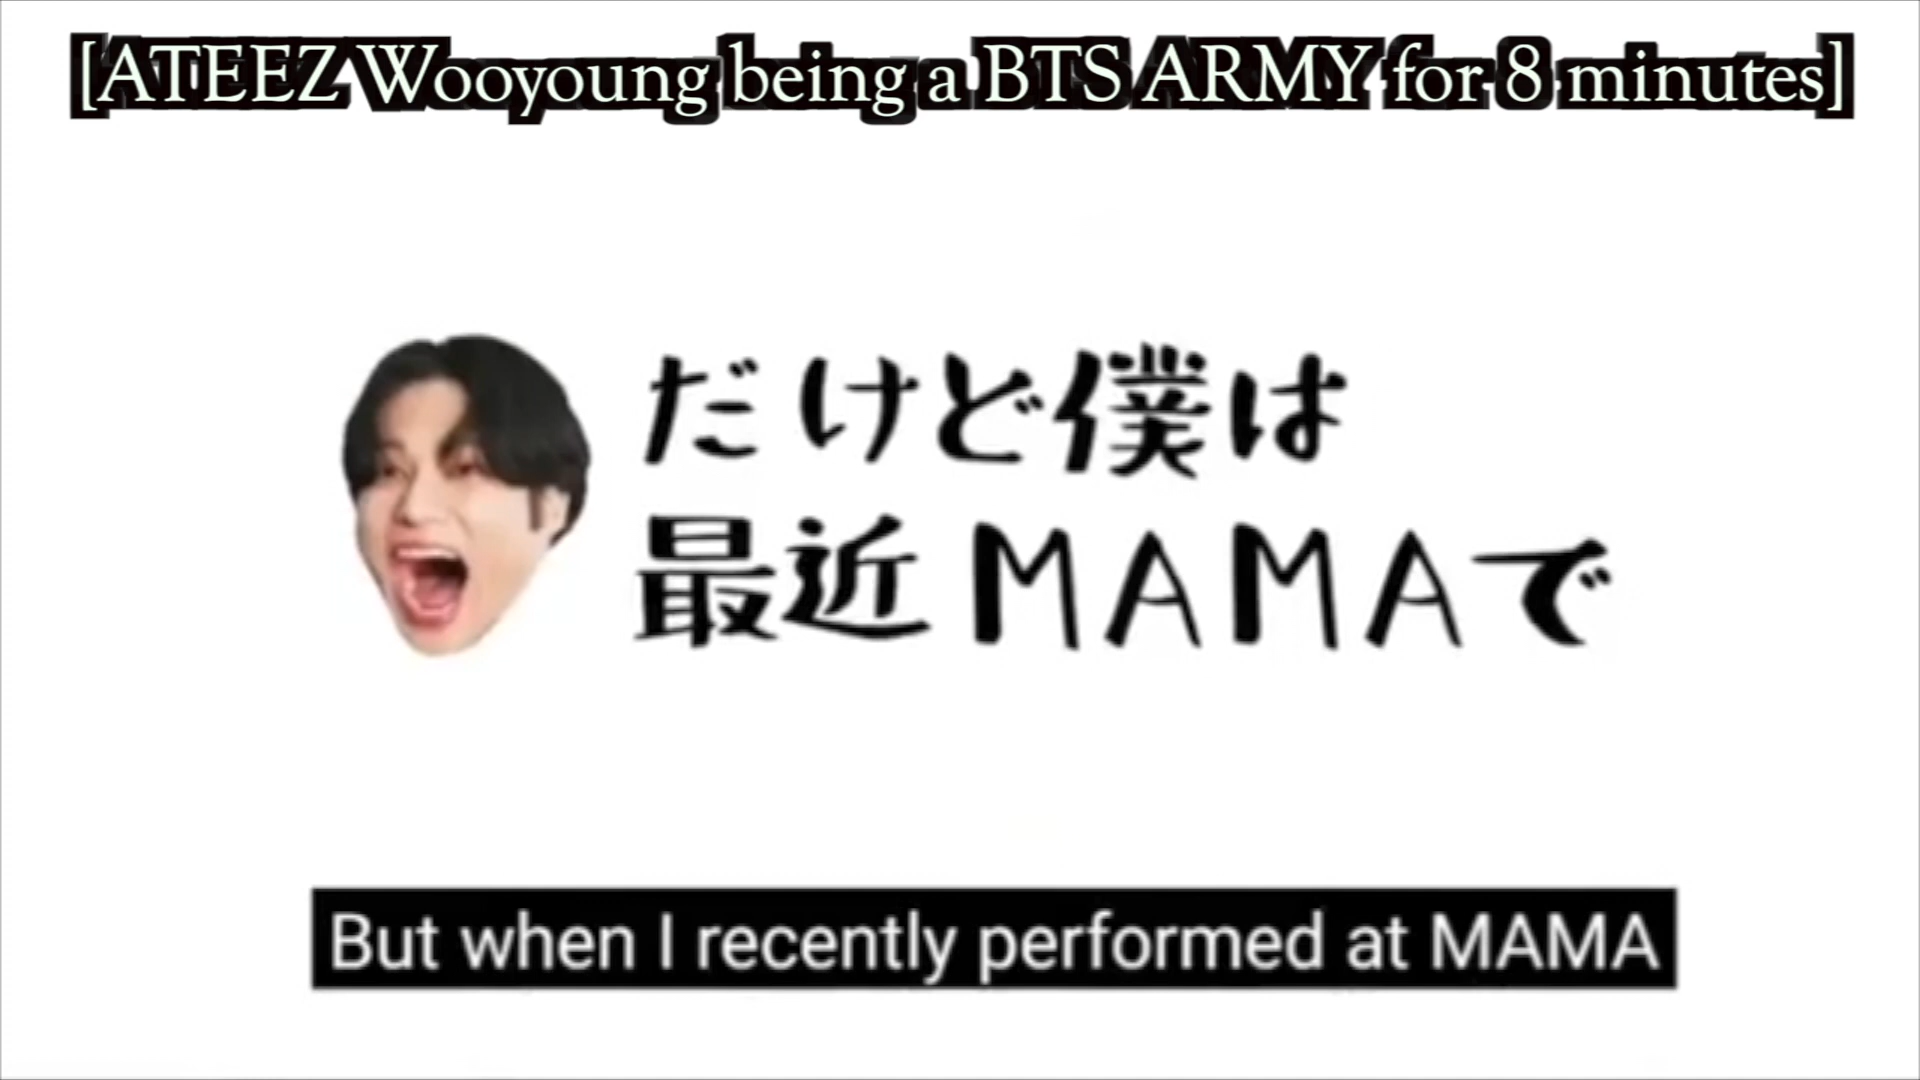 [ATEEZ Wooyoung being a BTS ARMY for 8 minutes]
だけど僕は
最近MAMAで
But when I recently performed at MAMA